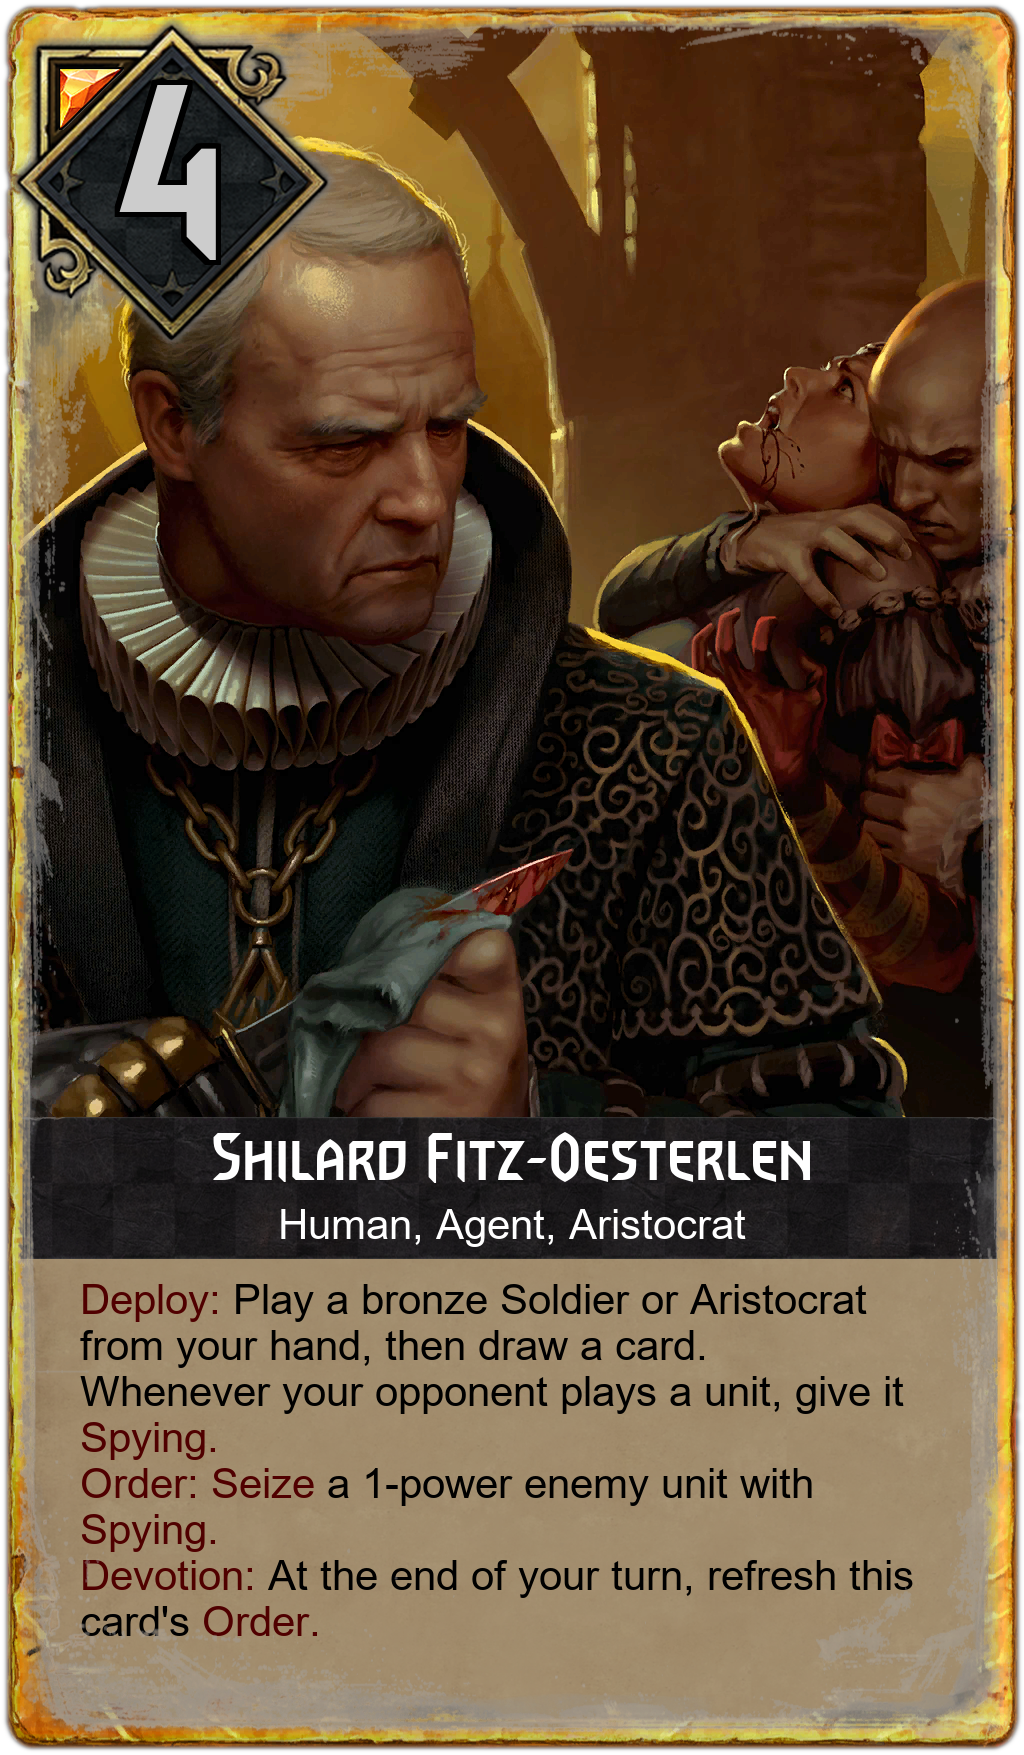 4
Shilard Fitz-Oesterlen
Human, Agent, Aristocrat
Deploy: Play a bronze Soldier or Aristocrat
from your hand, then draw a card.
Whenever your opponent plays a unit, give it
Spying.
Order: Seize a 1-power enemy unit with
Spying.
Devotion: At the end of your turn, refresh this
card's Order.